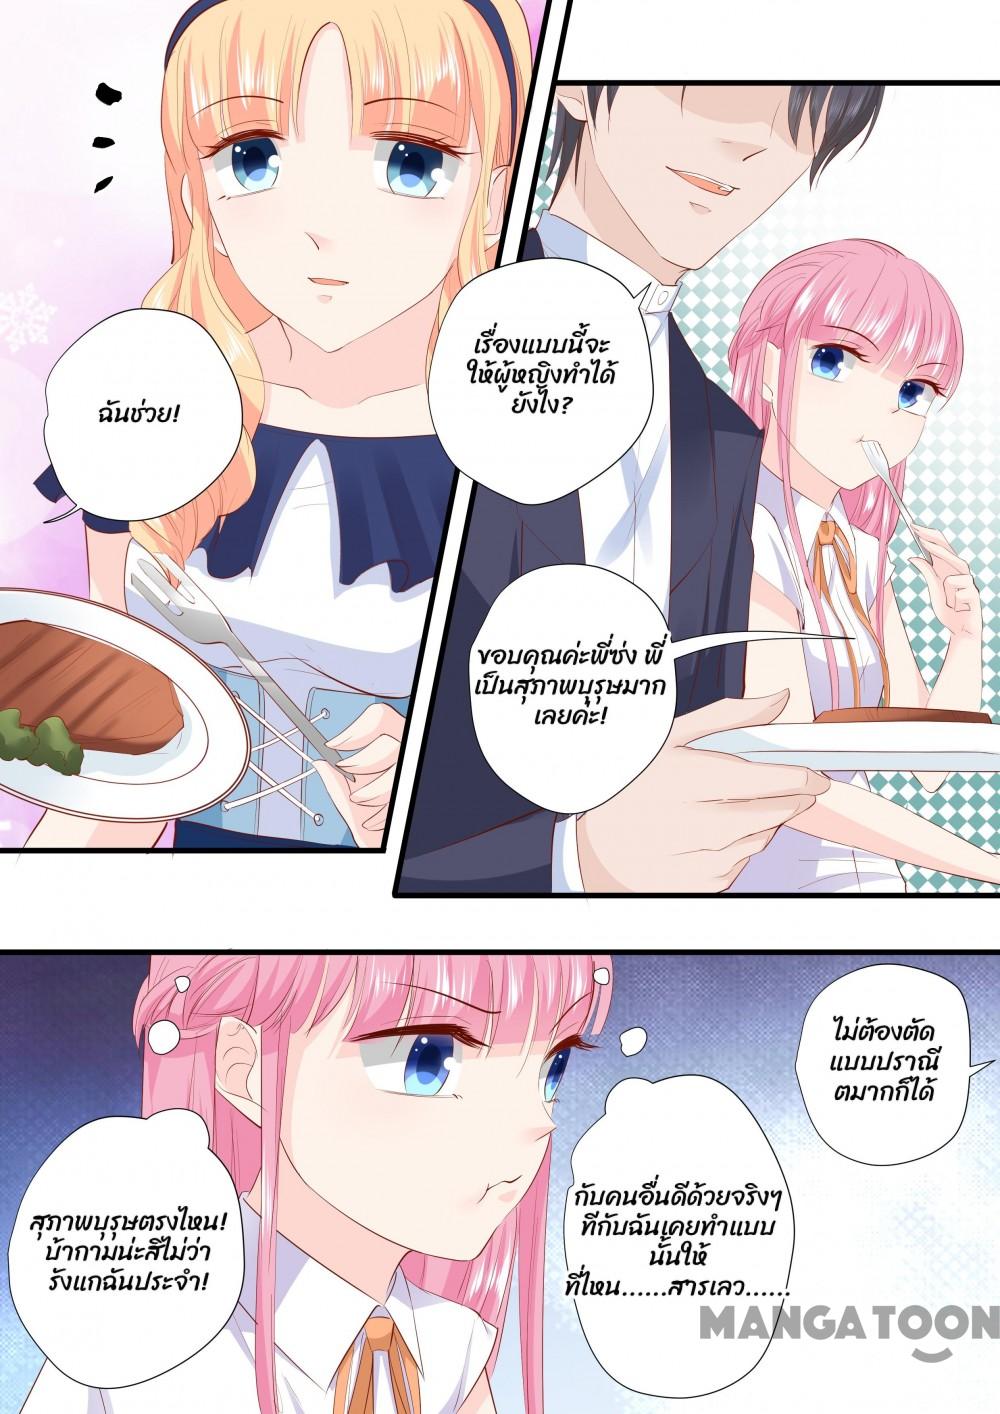 ฉันช่วย!
เรื่องแบบนี้จะ
ให้ผู้หญิงทำได้
ยังไง?
ขอบคุณค่ะพี่ซ่ง พี่
เป็นสุภาพบุรุษมาก
เลยค่ะ!
ไม่ต้องตัด
แบบปราณี
ตมากก็ได้
สุภาพบุรุษตรงไหน!
บ้ากามน่ะสิไม่ว่า
รังแกฉันประจำ!
กับคนอื่นดีด้วยจริงๆ
ทีกับฉันเคยทำแบบ
นั้นให้
ที่ไหน......สารเลว......
MANGATOON